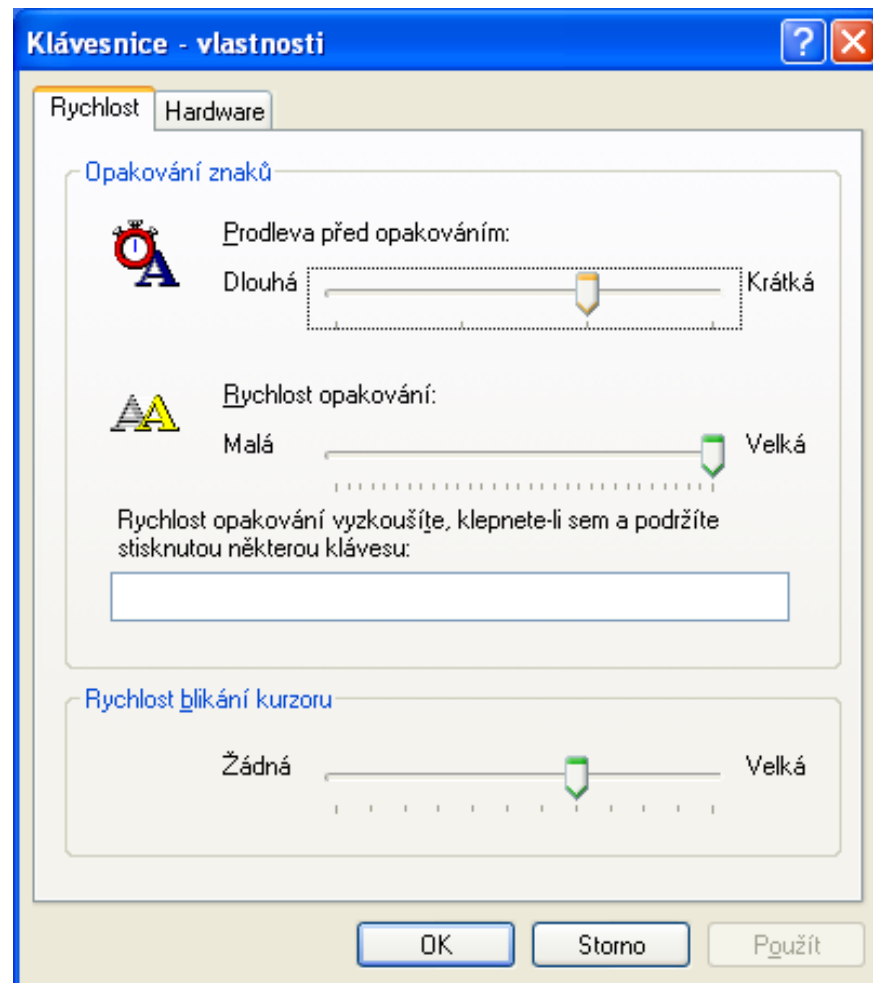 Klávesnice - vlastnosti
Rychlost Hardware
Opakování znaků
Prodleva před opakováním:
Dlouhá Krátká
Rychlost opakování:
Malá Velká
Rychlost opakování vyzkoušíte, klepnete-li sem a podržíte
stisknutou některou klávesu:
Rychlost blikání kurzoru
Žádná Velká
OK Storno Použít